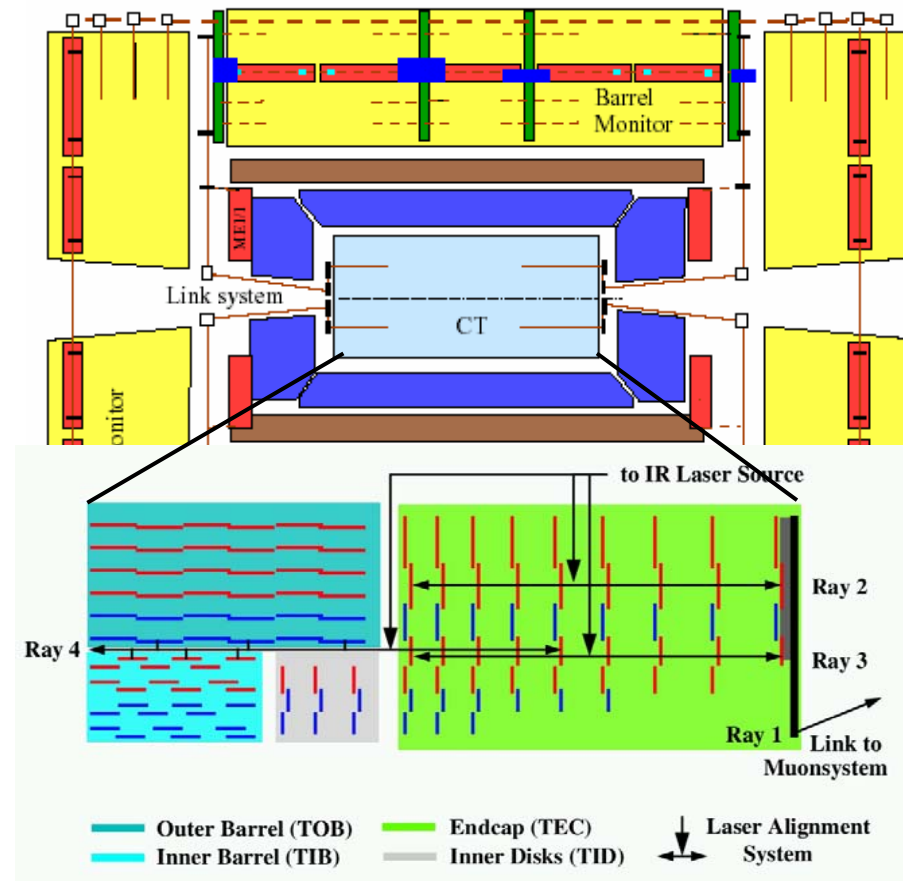 Barrel
Monitor
ME1/1
Link system
CT
onitor
to IR Laser Source
Ray 2
Ray 4
Ray 3
Ray 1
Link to
Muonsystem
Outer Barrel (TOB)
Endcap (TEC)
Laser Alignment
Inner Barrel (TIB)
Inner Disks (TID)
System